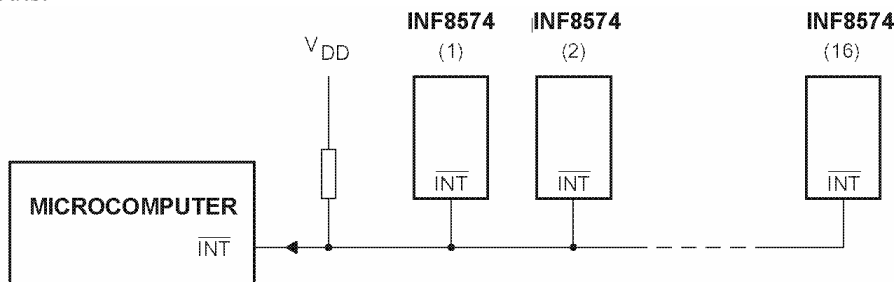 INF8574 INF8574 INF8574
(1) (2) (16)
VDD
INT INT INT
MICROCOMPUTER
INT